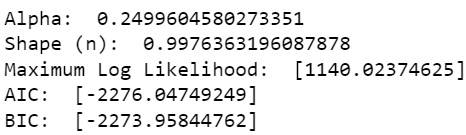 Alpha:  0.2499604580273351
Shape (n):  0.9976363196087878
Maximum Log Likelihood:  [1140.02374625]
AIC:  [-2276.04749249]
BIC:  [-2273.95844762]